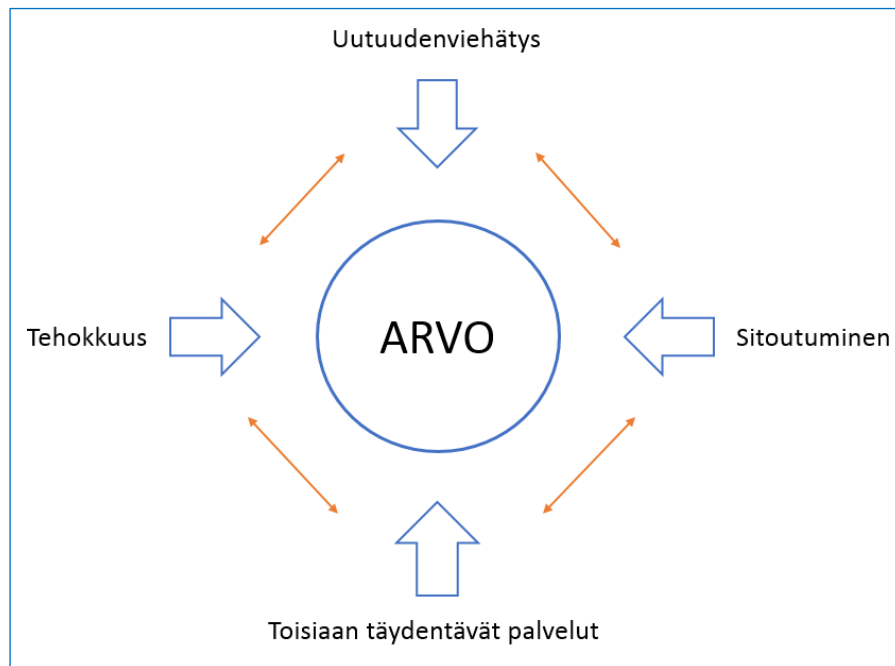 Uutuudenviehätys
Tehokkuus
ARVO
Sitoutuminen
Toisiaan täydentävät palvelut